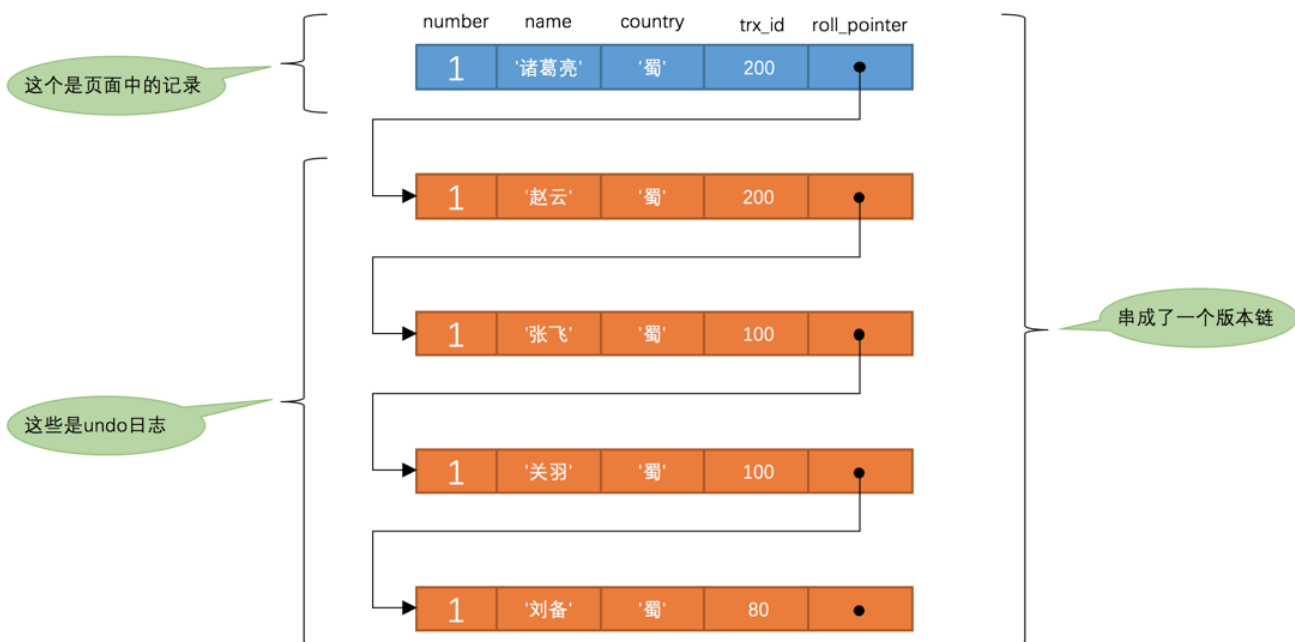 number name country trx_id roll_pointer
1 '诸葛亮' '蜀' 200
这个是页面中的记录
1 '赵云' '蜀' 200
1 '张飞' '蜀' 100
串成了一个版本链
这些是undo日志
1 '关羽' '蜀' 100
1 '刘备' '蜀' 80